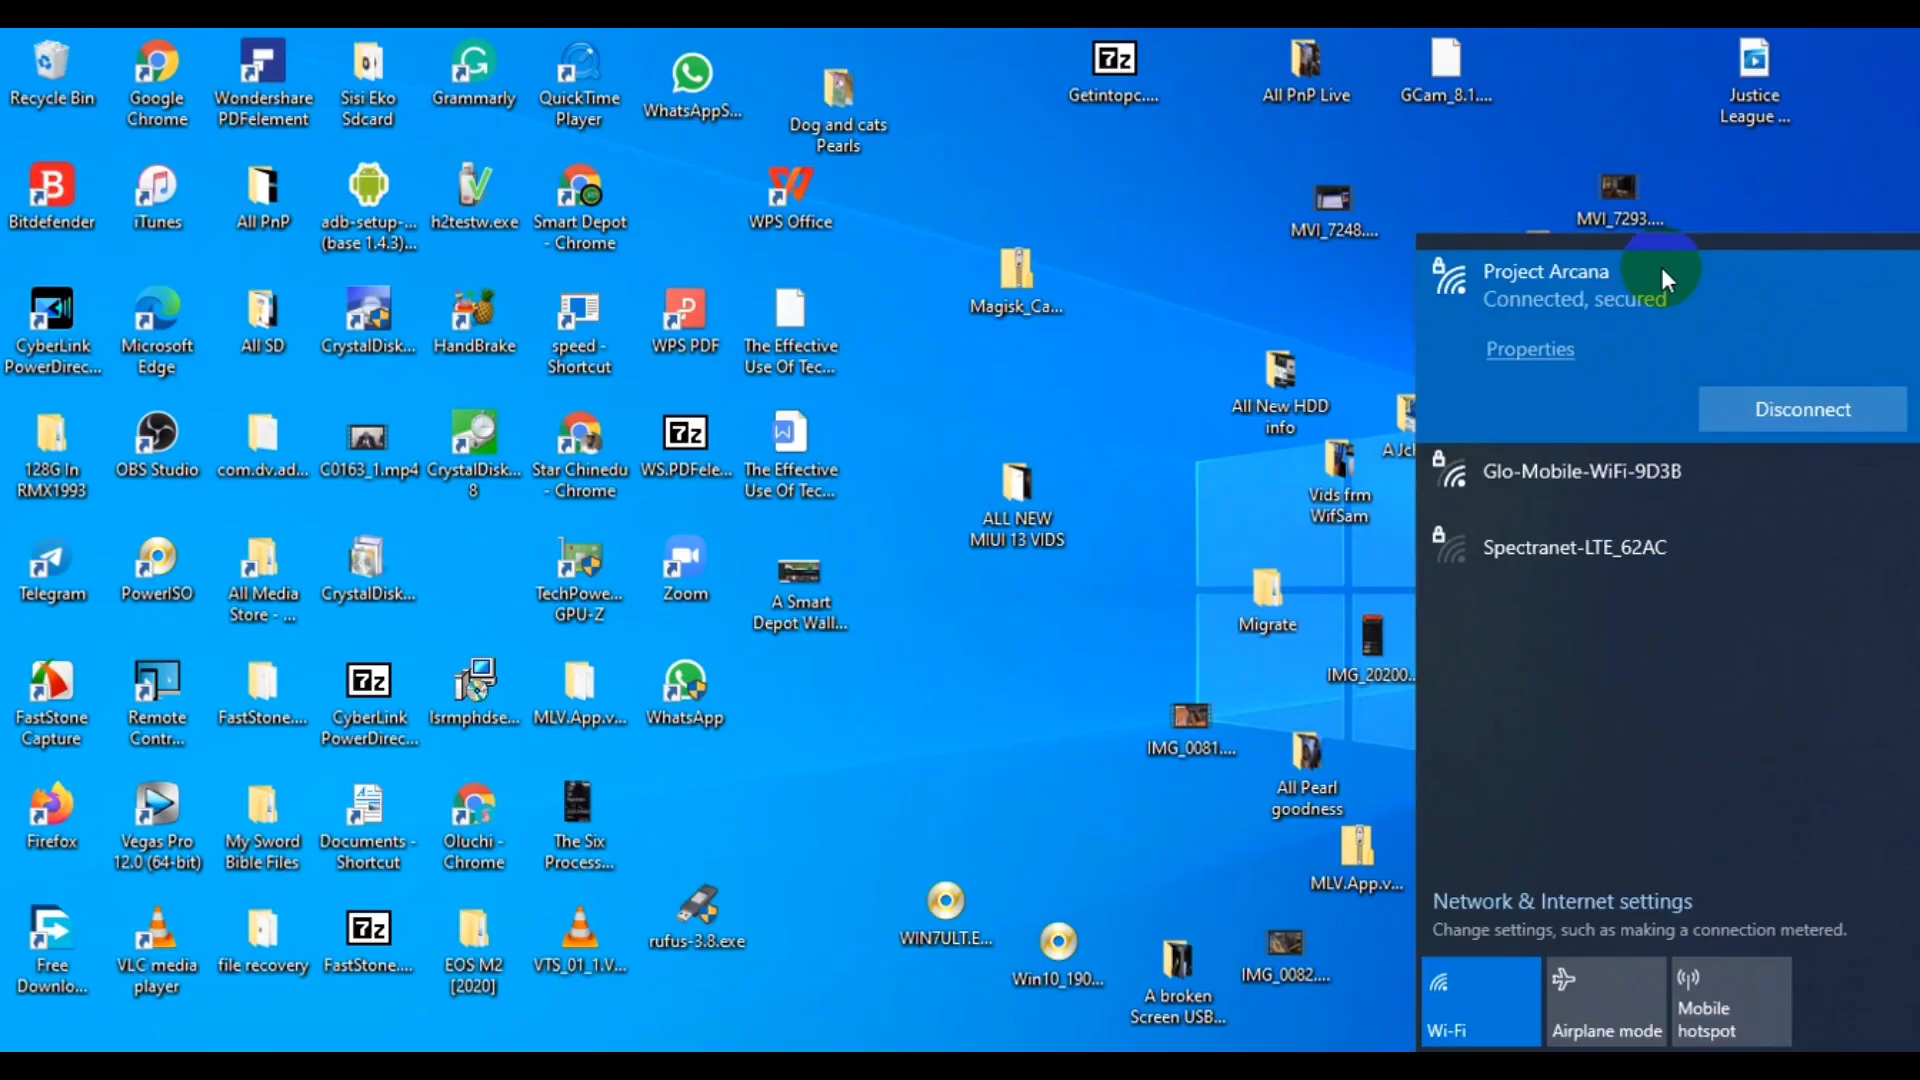 Recycle Bin
Google
Chrome
Wondershare
PDFelement
Sisi Eko
Sdcard
Grammarly
QuickTime
Player
WhatsAppS...
Dog and cats
Pearls
Getintopc....
All PnP Live
GCam_8.1....
Justice
League ...
Bitdefender
iTunes
All PnP
adb-setup-...
(base 1.4.3)...
h2testw.exe
Smart Depot
- Chrome
WPS Office
MVI_7248....
MVI_7293....
Magisk_Ca...
CyberLink
PowerDirec...
Microsoft
Edge
All SD
CrystalDisk...
HandBrake
speed -
Shortcut
WPS PDF
The Effective
Use Of Tec...
All New HDD
info
128G In
RMX1993
OBS Studio
com.dv.ad...
C0163_1.mp4
CrystalDisk...
8
Star Chinedu
- Chrome
WS.PDFele...
The Effective
Use Of Tec...
ALL NEW
MIUI 13 VIDS
Vids frm
WifSam
Telegram
PowerISO
All Media
Store - ...
CrystalDisk...
TechPowe...
GPU-Z
Zoom
A Smart
Depot Wall...
Migrate
IMG_20200...
FastStone
Capture
Remote
Contr...
FastStone....
CyberLink
PowerDirec...
lsrmphdse...
MLV.App.v...
WhatsApp
IMG_0081....
All Pearl
goodness
Firefox
Vegas Pro
12.0 (64-bit)
My Sword
Bible Files
Documents -
Shortcut
Oluchi -
Chrome
The Six
Process...
MLV.App.v...
Free
Downlo...
VLC media
player
file recovery
FastStone....
EOS M2
[2020]
VTS_01_1.V...
rufus-3.8.exe
WIN7ULT.E...
Win10_190...
A broken
Screen USB...
IMG_0082....
Project Arcana
Connected, secured
Properties
Disconnect
Glo-Mobile-WiFi-9D3B
Spectranet-LTE_62AC
Network & Internet settings
Change settings, such as making a connection metered.
Wi-Fi
Airplane mode
Mobile
hotspot